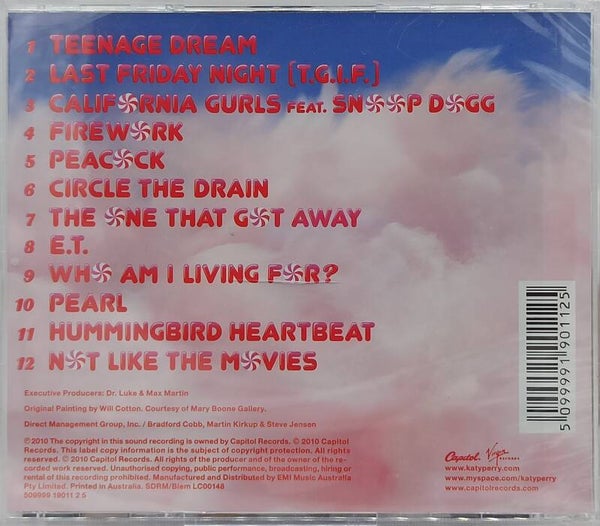 1 TEENAGE DREAM
2 LAST FRIDAY NIGHT (T.G.I.F.)
3 CALIFORNIA GURLS FEAT. SNOOP DOGG
4 FIREWORK
5 PEACOCK
6 CIRCLE THE DRAIN
7 THE ONE THAT GOT AWAY
8 E.T.
9 WHO AM I LIVING FOR?
10 PEARL
11 HUMMINGBIRD HEARTBEAT
12 NOT LIKE THE MOVIES
5 099991 901125
Executive Producers: Dr. Luke & Max Martin
Original Painting by Will Cotton. Courtesy of Mary Boone Gallery.
Direct Management Group, Inc. / Bradford Cobb, Martin Kirkup & Steve Jensen
℗ 2010 The copyright in this sound recording is owned by Capitol Records. © 2010 Capitol
Records. This label copy information is the subject of copyright protection. All rights
reserved. © 2010 Capitol Records. All rights of the producer and of the owner of the re-
corded work reserved. Unauthorised copying, public performance, broadcasting, hiring or
rental of this recording prohibited. Manufactured and Distributed by EMI Music Australia
Pty Limited. Printed in Australia. SDRM/Biem LC00148
509999 19011 2 5
Capitol. Virgin RECORDS
www.katyperry.com
www.myspace.com/katyperry
www.capitolrecords.com